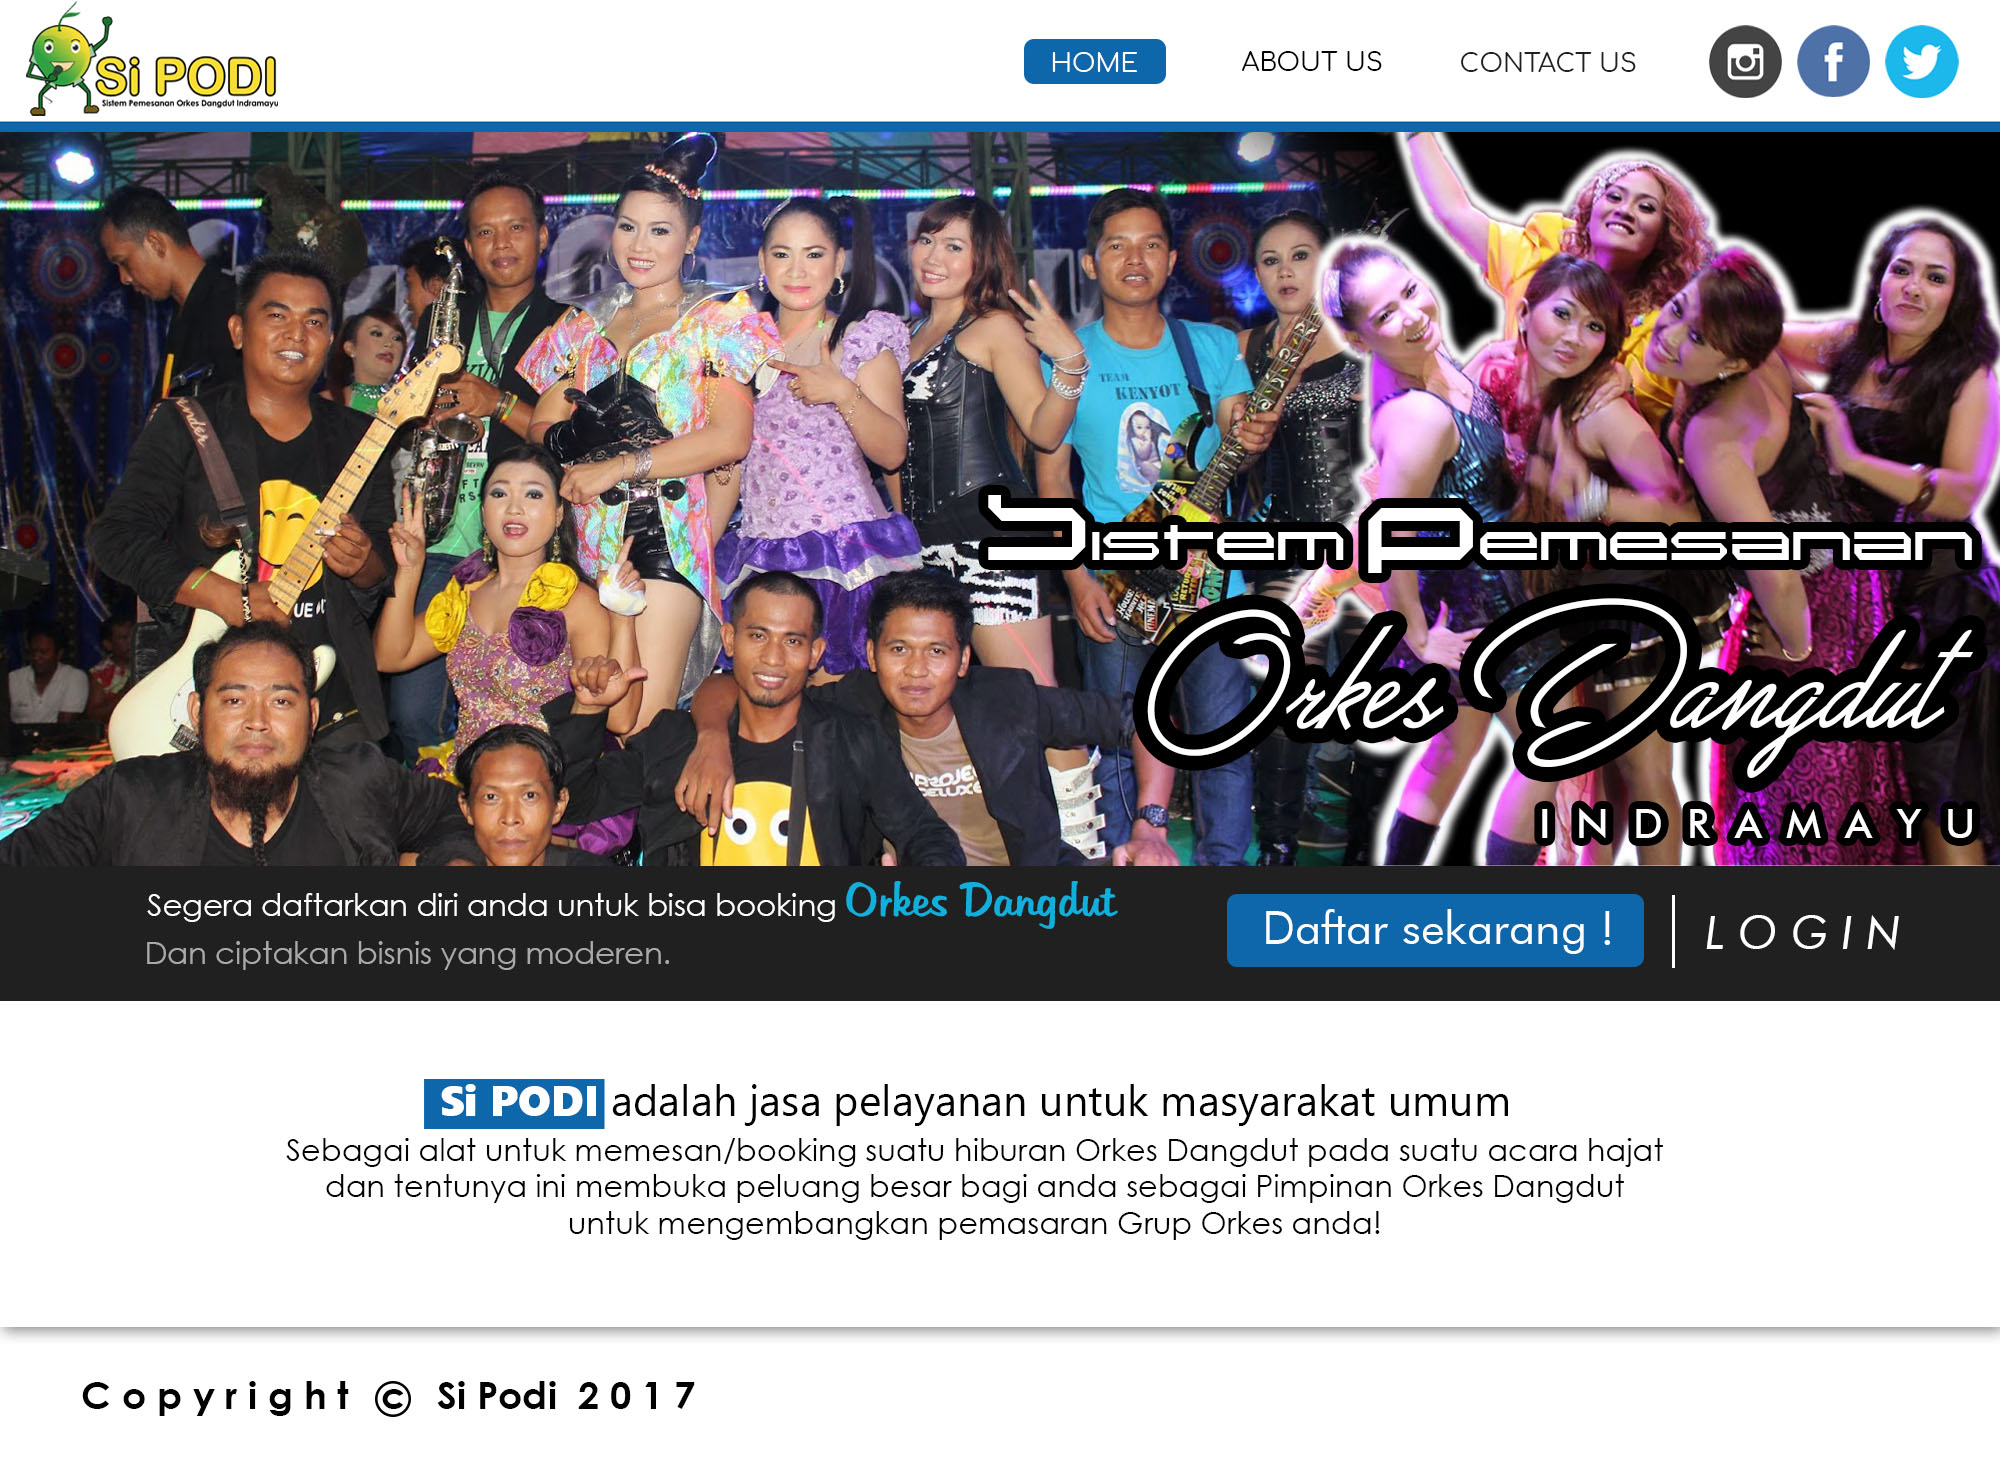 Si PODI
Sistem Pemesanan Orkes Dangdut Indramayu
HOME
ABOUT US
CONTACT US
TEAM
KENYOT
Sistem Pemesanan
Orkes Dangdut
INDRAMAYU
Segera daftarkan diri anda untuk bisa booking Orkes Dangdut
Dan ciptakan bisnis yang moderen.
Daftar sekarang !
LOGIN
Si PODI adalah jasa pelayanan untuk masyarakat umum
Sebagai alat untuk memesan/booking suatu hiburan Orkes Dangdut pada suatu acara hajat
dan tentunya ini membuka peluang besar bagi anda sebagai Pimpinan Orkes Dangdut
untuk mengembangkan pemasaran Grup Orkes anda!
Copyright © Si Podi 2017